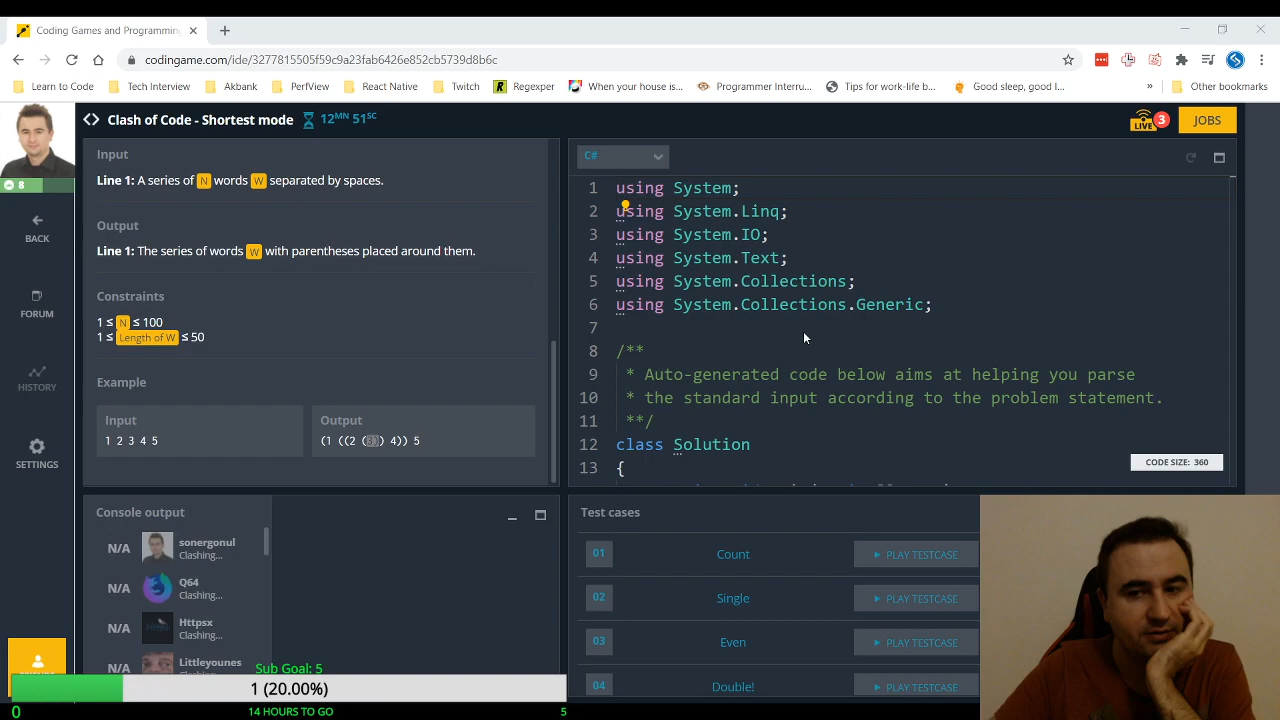 Coding Games and Programming
codingame.com/ide/3277815505f59c9a23fab6426e852cb5739d8b6c
Learn to Code
Tech Interview
Akbank
PerfView
React Native
Twitch
Regexper
When your house is...
Programmer Interru...
Tips for work-life b...
Good sleep, good l...
»
Other bookmarks
Clash of Code - Shortest mode
12MN 51SC
LIVE
3
JOBS
8
BACK
FORUM
HISTORY
SETTINGS
Input
Line 1: A series of N words W separated by spaces.
Output
Line 1: The series of words W with parentheses placed around them.
Constraints
1 ≤ N ≤ 100
1 ≤ Length of W ≤ 50
Example
Input
1 2 3 4 5
Output
(1 ((2 (3)) 4)) 5
C#
1 using System;
2 using System.Linq;
3 using System.IO;
4 using System.Text;
5 using System.Collections;
6 using System.Collections.Generic;
7
8 /**
9 * Auto-generated code below aims at helping you parse
10 * the standard input according to the problem statement.
11 **/
12 class Solution
13 {
CODE SIZE: 360
Console output
N/A
sonergonul
Clashing...
N/A
Q64
Clashing...
N/A
Httpsx
Clashing...
N/A
Littleyounes
Test cases
01 Count PLAY TESTCASE
02 Single PLAY TESTCASE
03 Even PLAY TESTCASE
04 Double! PLAY TESTCASE
Sub Goal: 5
1 (20.00%)
0
14 HOURS TO GO
5